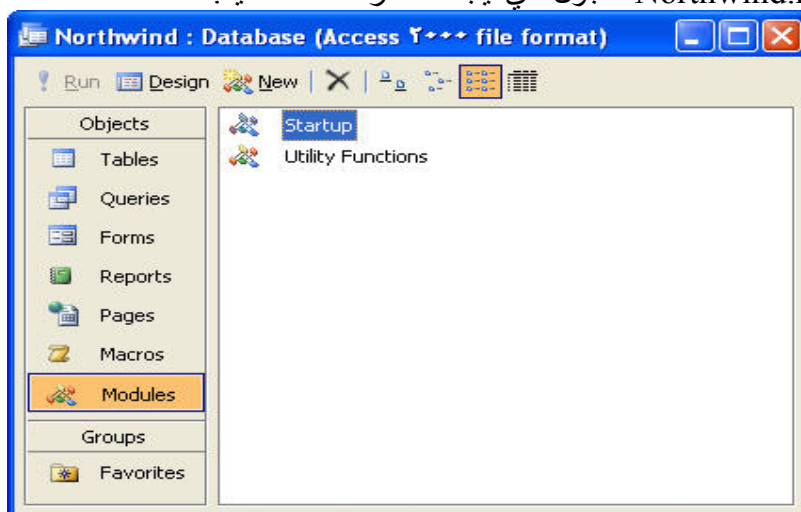 Northwind : Database (Access ٢٠٠٠ file format)
Run Design New
Objects
Tables
Queries
Forms
Reports
Pages
Macros
Modules
Groups
Favorites
Startup
Utility Functions